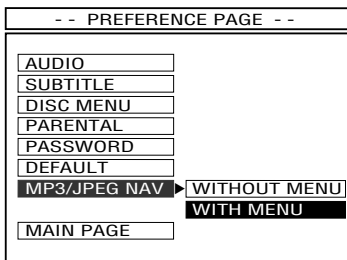 - - PREFERENCE PAGE - -
AUDIO
SUBTITLE
DISC MENU
PARENTAL
PASSWORD
DEFAULT
MP3/JPEG NAV WITHOUT MENU
WITH MENU
MAIN PAGE